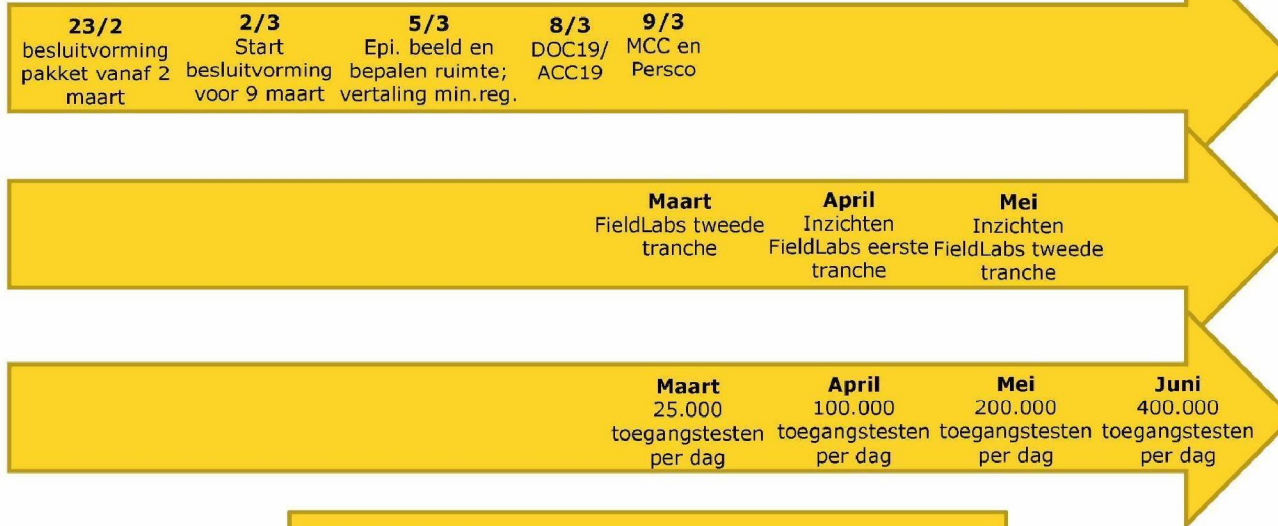 23/2
besluitvorming
pakket vanaf 2
maart
2/3
Start
besluitvorming
voor 9 maart
5/3
Epi. beeld en
bepalen ruimte;
vertaling min.reg.
8/3
DOC19/
ACC19
9/3
MCC en
Persco
Maart
FieldLabs tweede
tranche
April
Inzichten
FieldLabs eerste
tranche
Mei
Inzichten
FieldLabs tweede
tranche
Maart
25.000
toegangstesten
per dag
April
100.000
toegangstesten
per dag
Mei
200.000
toegangstesten
per dag
Juni
400.000
toegangstesten
per dag